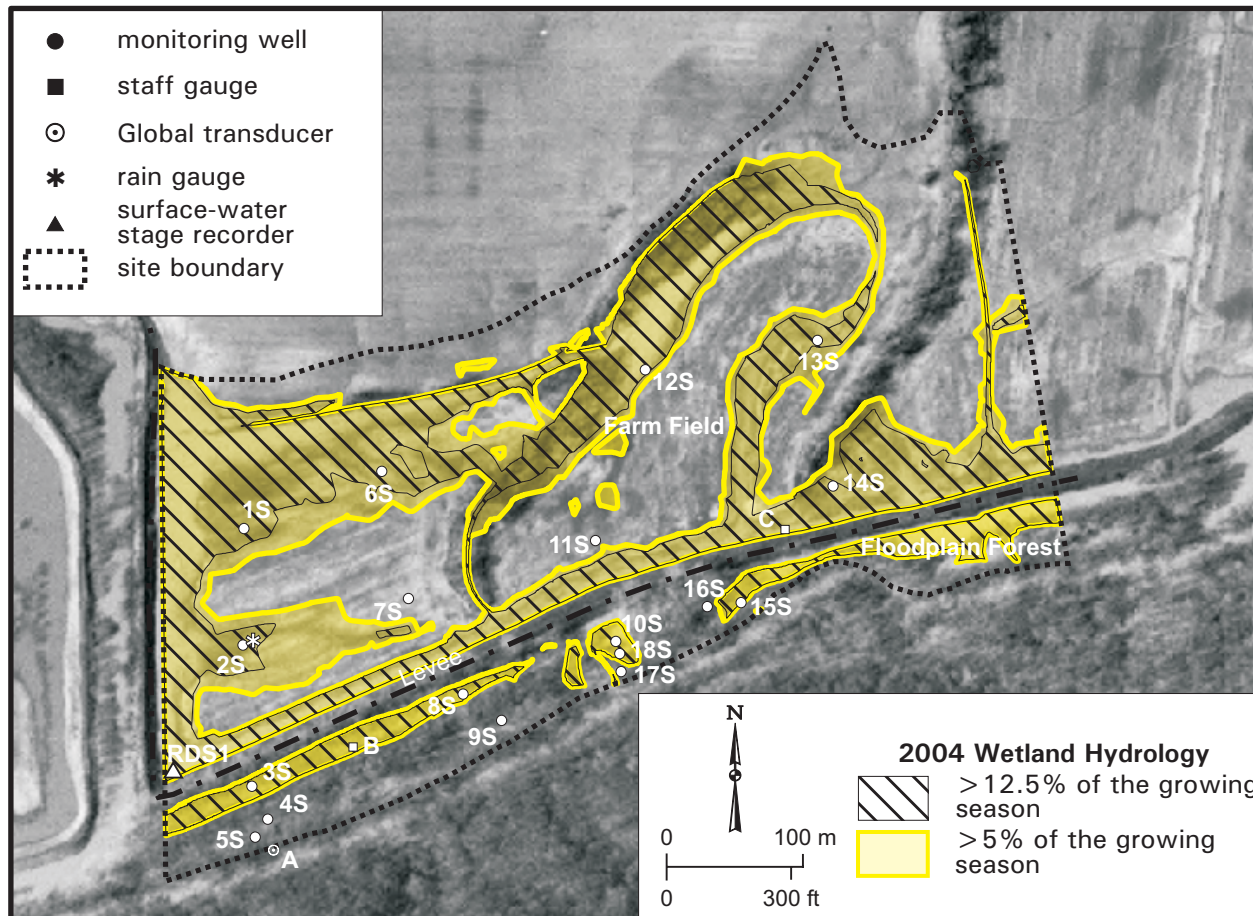 monitoring well
staff gauge
Global transducer
rain gauge
surface-water
stage recorder
site boundary
12S
13S
Farm Field
6S
1S
14S
C
11S
Floodplain Forest
7S
16S
15S
10S
2S
18S
17S
Levee
8S
9S
RDS1
B
3S
4S
5S
A
N
0 100 m
0 300 ft
2004 Wetland Hydrology
>12.5% of the growing
season
>5% of the growing
season